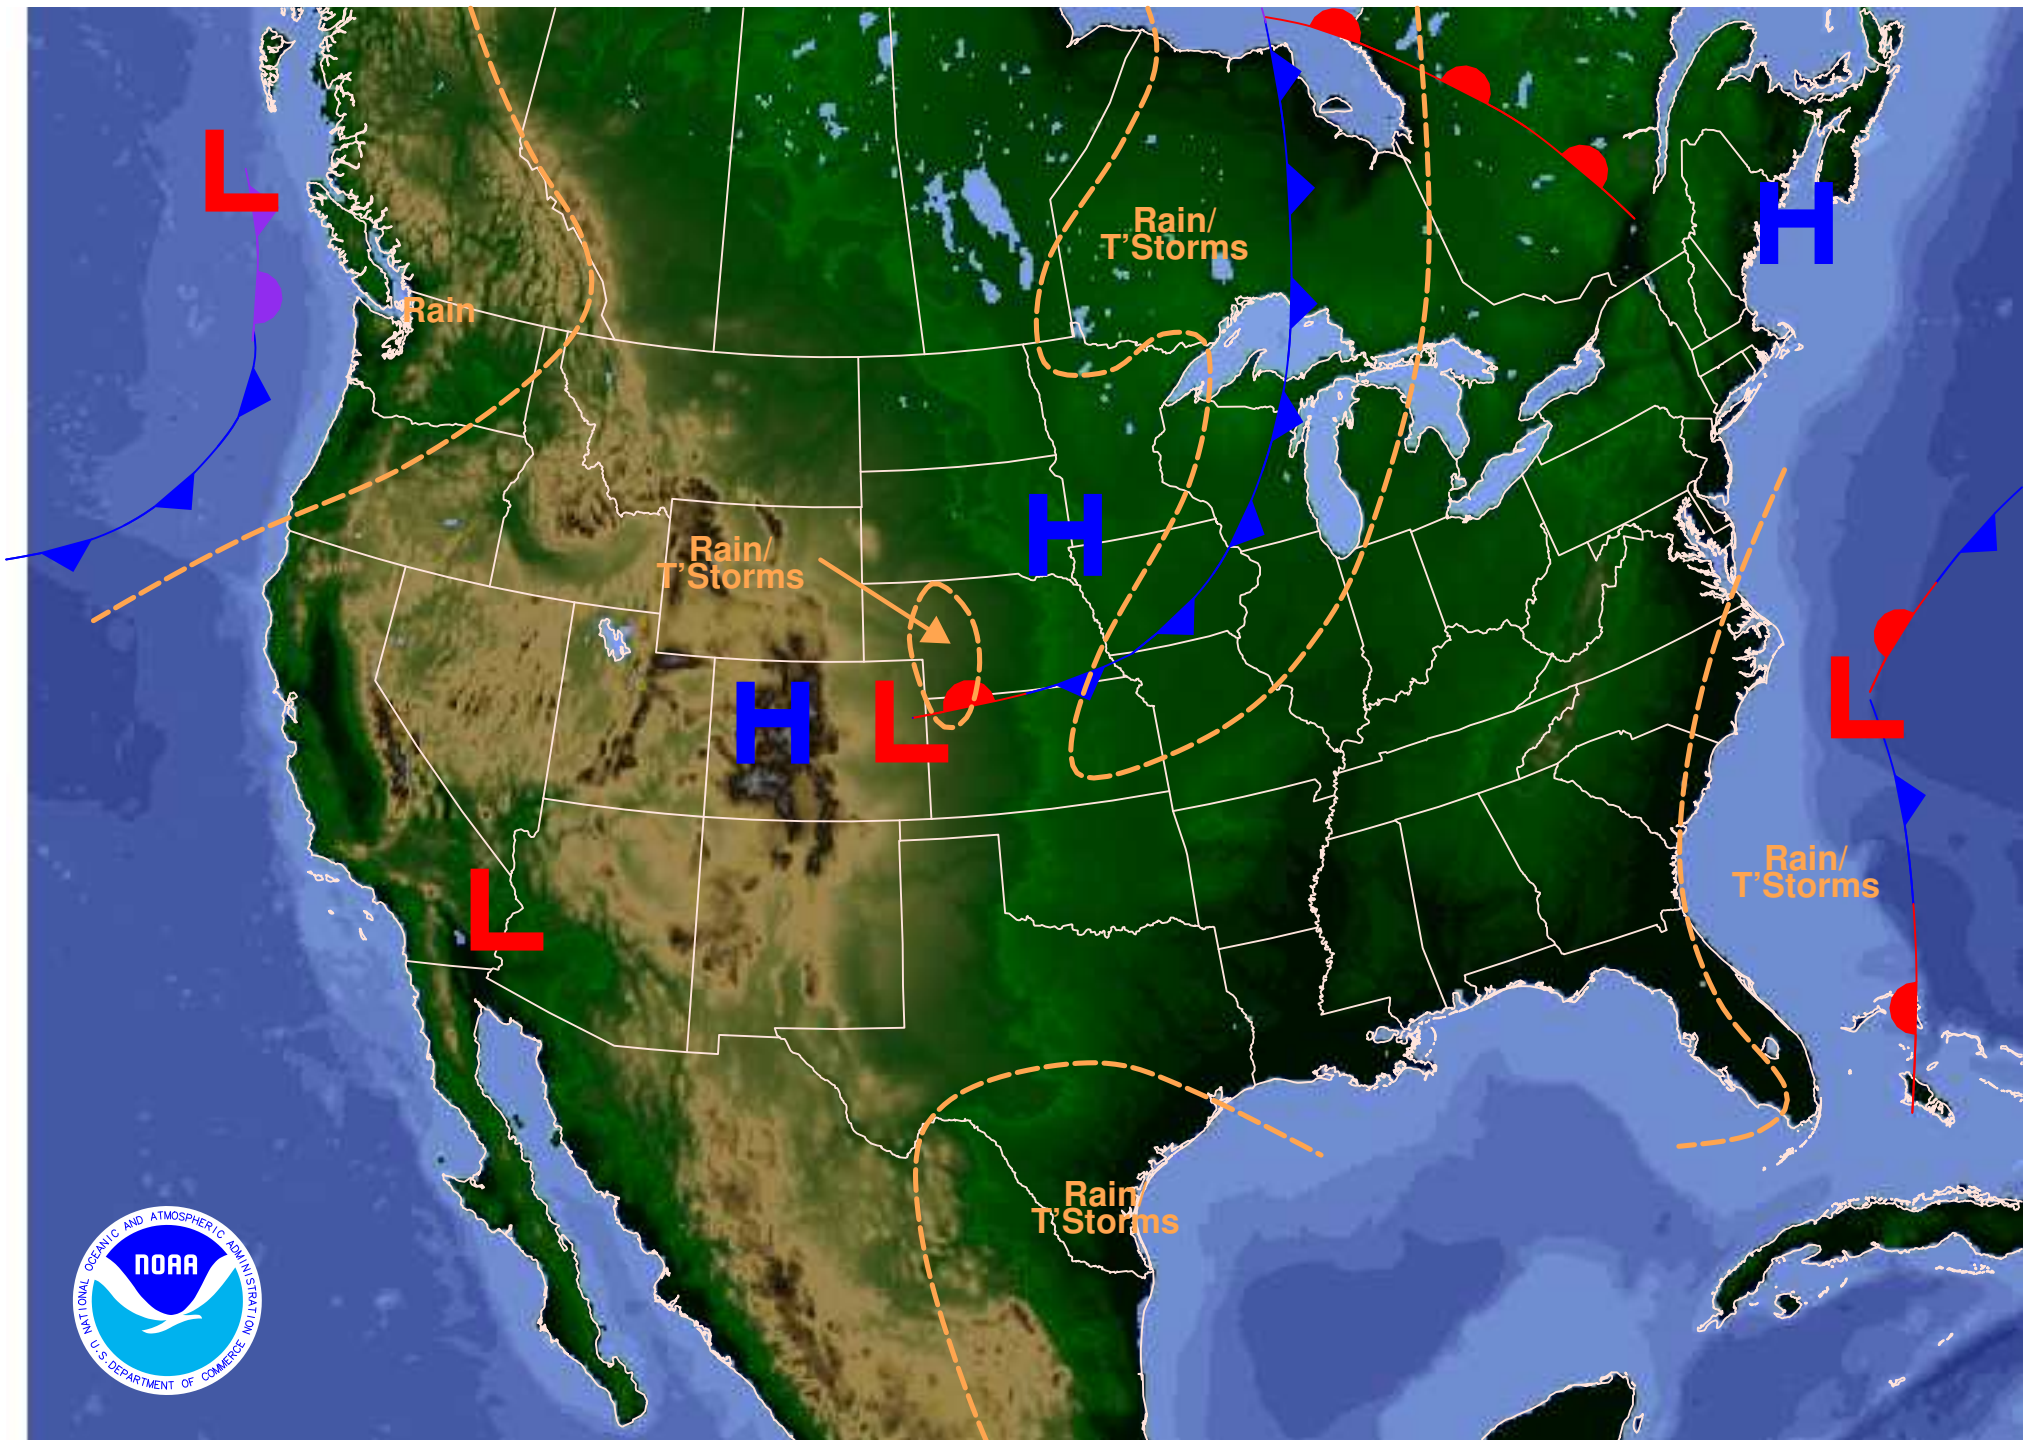 L
Rain/
T'Storms
H
Rain
H
Rain/
T'Storms
H
L
L
L
Rain/
T'Storms
Rain
T'Storms
NATIONAL OCEANIC AND ATMOSPHERIC ADMINISTRATION
NOAA
U.S. DEPARTMENT OF COMMERCE